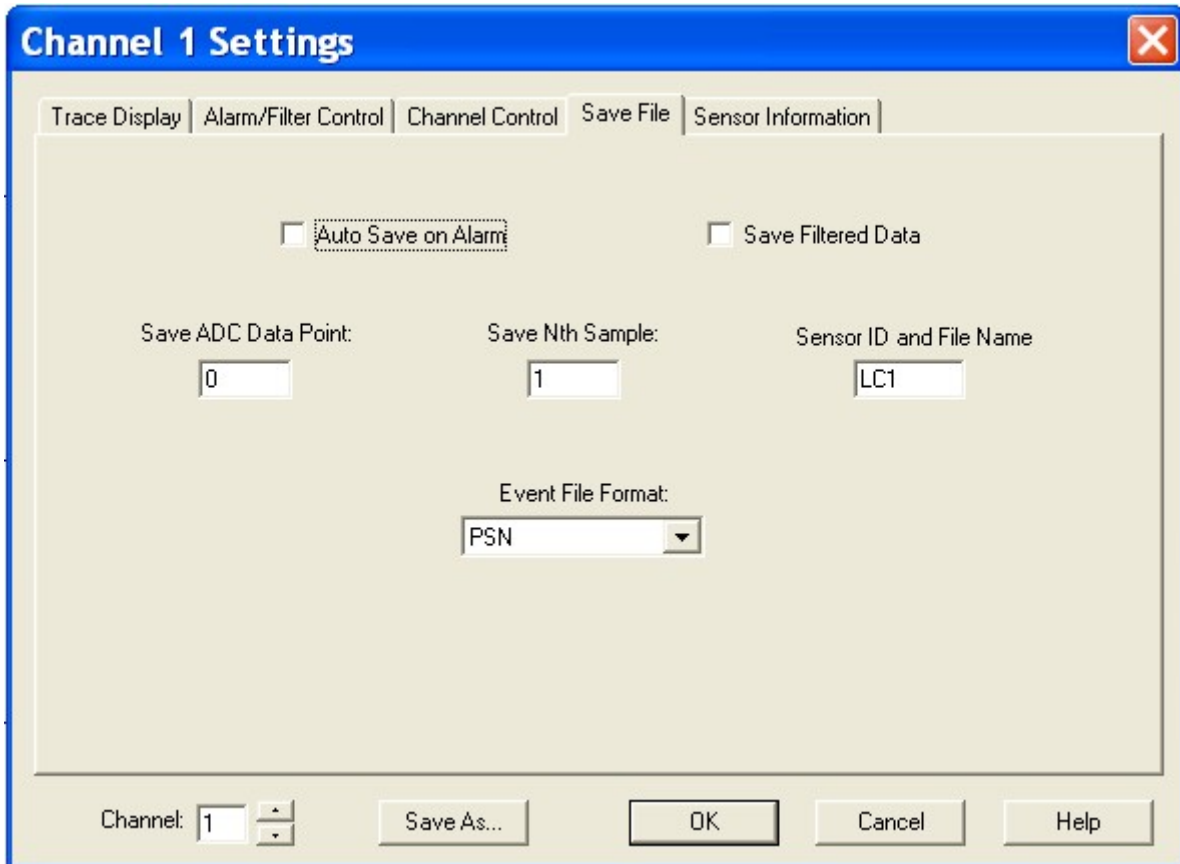 Channel 1 Settings
Trace Display Alarm/Filter Control Channel Control Save File Sensor Information
Auto Save on Alarm Save Filtered Data
Save ADC Data Point: Save Nth Sample: Sensor ID and File Name
0 1 LC1
Event File Format:
PSN
Channel: 1 Save As... OK Cancel Help